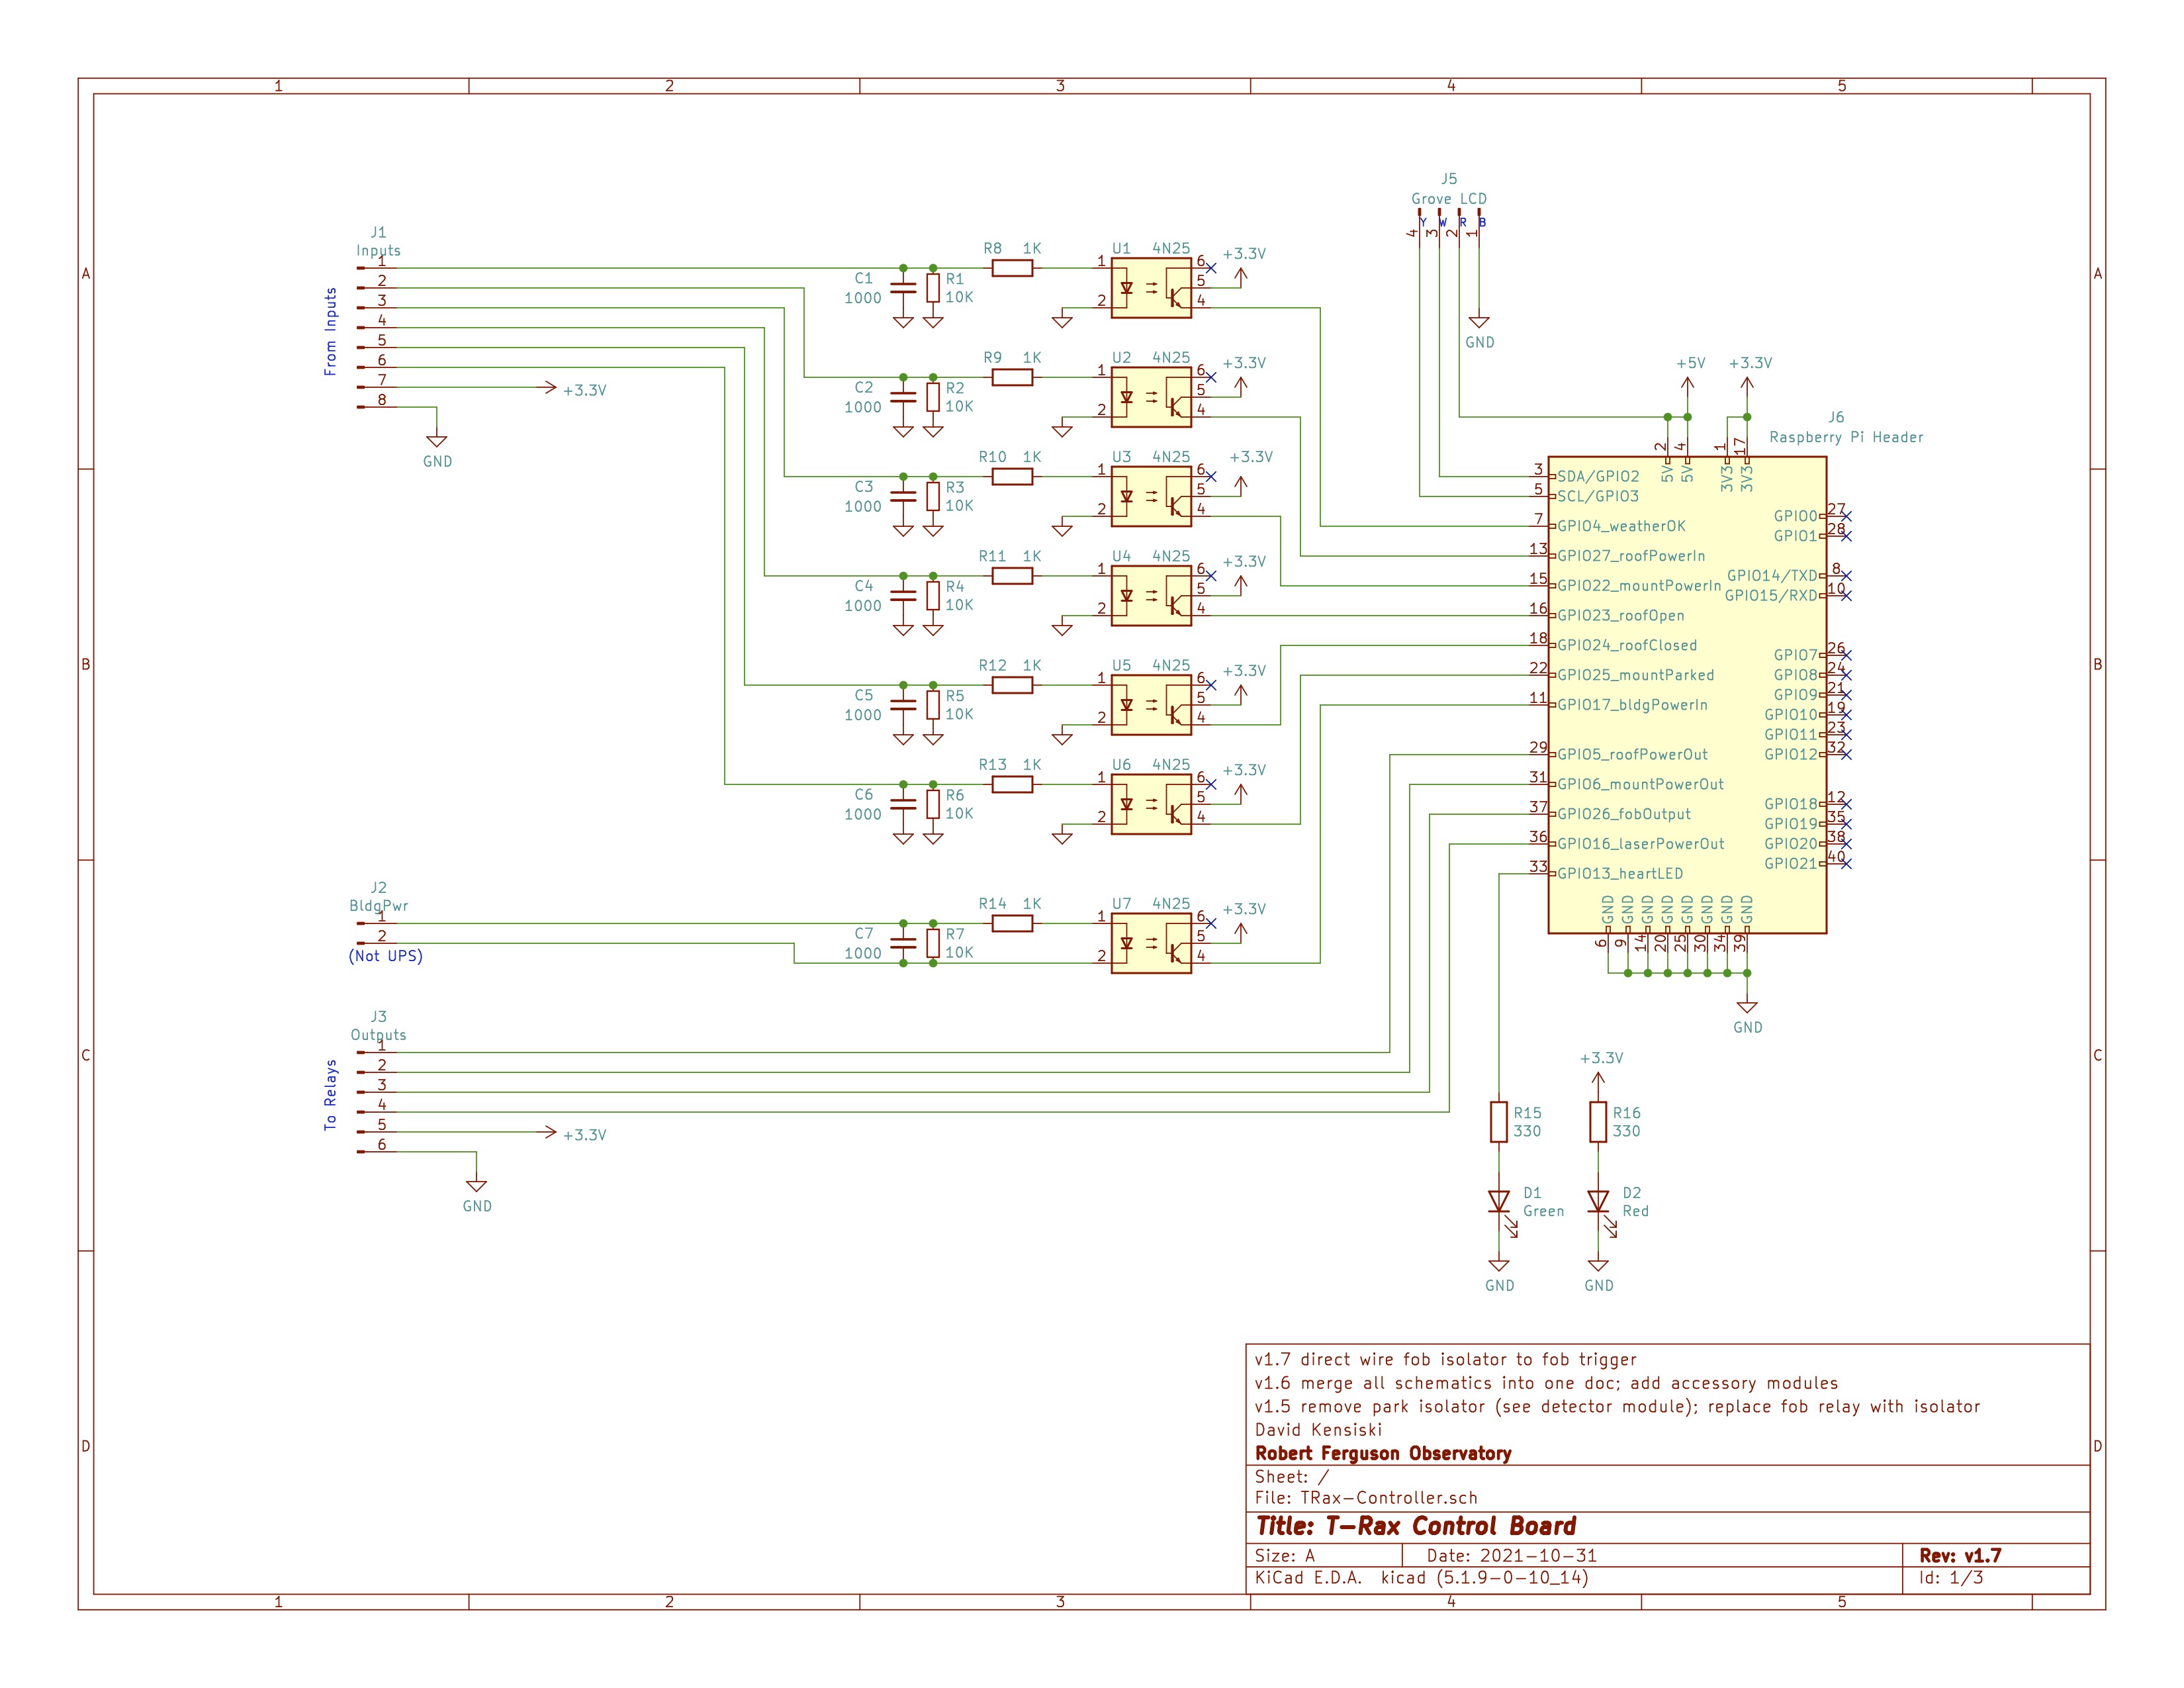 1 2 3 4 5
A A
B B
C C
D D
J1
Inputs
1
2
3
4
5
6
7
8
From Inputs
+3.3V
GND
C1
1000
R1
10K
R8 1K
U1 4N25
1
2
6
5
4
+3.3V
C2
1000
R2
10K
R9 1K
U2 4N25
1
2
6
5
4
+3.3V
C3
1000
R3
10K
R10 1K
U3 4N25
1
2
6
5
4
+3.3V
C4
1000
R4
10K
R11 1K
U4 4N25
1
2
6
5
4
+3.3V
C5
1000
R5
10K
R12 1K
U5 4N25
1
2
6
5
4
+3.3V
C6
1000
R6
10K
R13 1K
U6 4N25
1
2
6
5
4
+3.3V
J2
BldgPwr
1
2
(Not UPS)
C7
1000
R7
10K
R14 1K
U7 4N25
1
2
6
5
4
+3.3V
J3
Outputs
1
2
3
4
5
6
To Relays
+3.3V
GND
J5
Grove LCD
Y W R B
4 3 2 1
GND
+5V
+3.3V
J6
Raspberry Pi Header
2 4 1 17
5V 5V 3V3 3V3
3 SDA/GPIO2
5 SCL/GPIO3
7 GPIO4_weatherOK
13 GPIO27_roofPowerIn
15 GPIO22_mountPowerIn
16 GPIO23_roofOpen
18 GPIO24_roofClosed
22 GPIO25_mountParked
11 GPIO17_bldgPowerIn
29 GPIO5_roofPowerOut
31 GPIO6_mountPowerOut
37 GPIO26_fobOutput
36 GPIO16_laserPowerOut
33 GPIO13_heartLED
GPIO0 27
GPIO1 28
GPIO14/TXD 8
GPIO15/RXD 10
GPIO7 26
GPIO8 24
GPIO9 21
GPIO10 19
GPIO11 23
GPIO12 32
GPIO18 12
GPIO19 35
GPIO20 38
GPIO21 40
GND GND GND GND GND GND GND GND
6 9 14 20 25 30 34 39
GND
R15
330
D1
Green
GND
+3.3V
R16
330
D2
Red
GND
v1.7 direct wire fob isolator to fob trigger
v1.6 merge all schematics into one doc; add accessory modules
v1.5 remove park isolator (see detector module); replace fob relay with isolator
David Kensiski
Robert Ferguson Observatory
Sheet: /
File: TRax-Controller.sch
Title: T-Rax Control Board
Size: A Date: 2021-10-31 Rev: v1.7
KiCad E.D.A. kicad (5.1.9-0-10_14) Id: 1/3
1 2 3 4 5